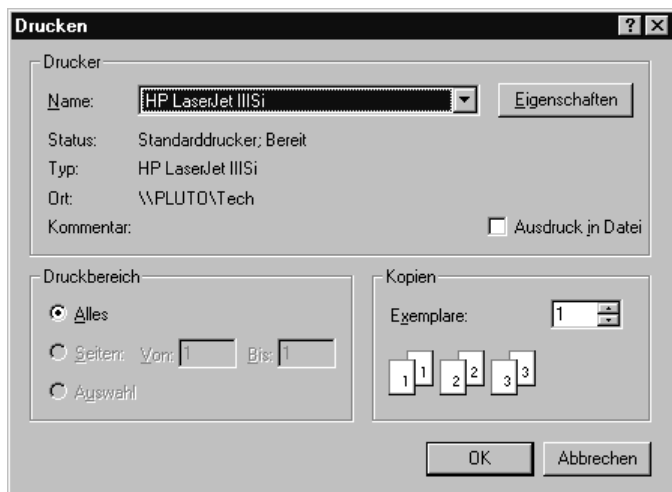 Drucken
Drucker
Name: HP LaserJet IIISi Eigenschaften
Status: Standarddrucker; Bereit
Typ: HP LaserJet IIISi
Ort: \\PLUTO\Tech
Kommentar: Ausdruck in Datei
Druckbereich
Alles
Seiten: Von: 1 Bis: 1
Auswahl
Kopien
Exemplare: 1
1 1 2 2 3 3
OK Abbrechen